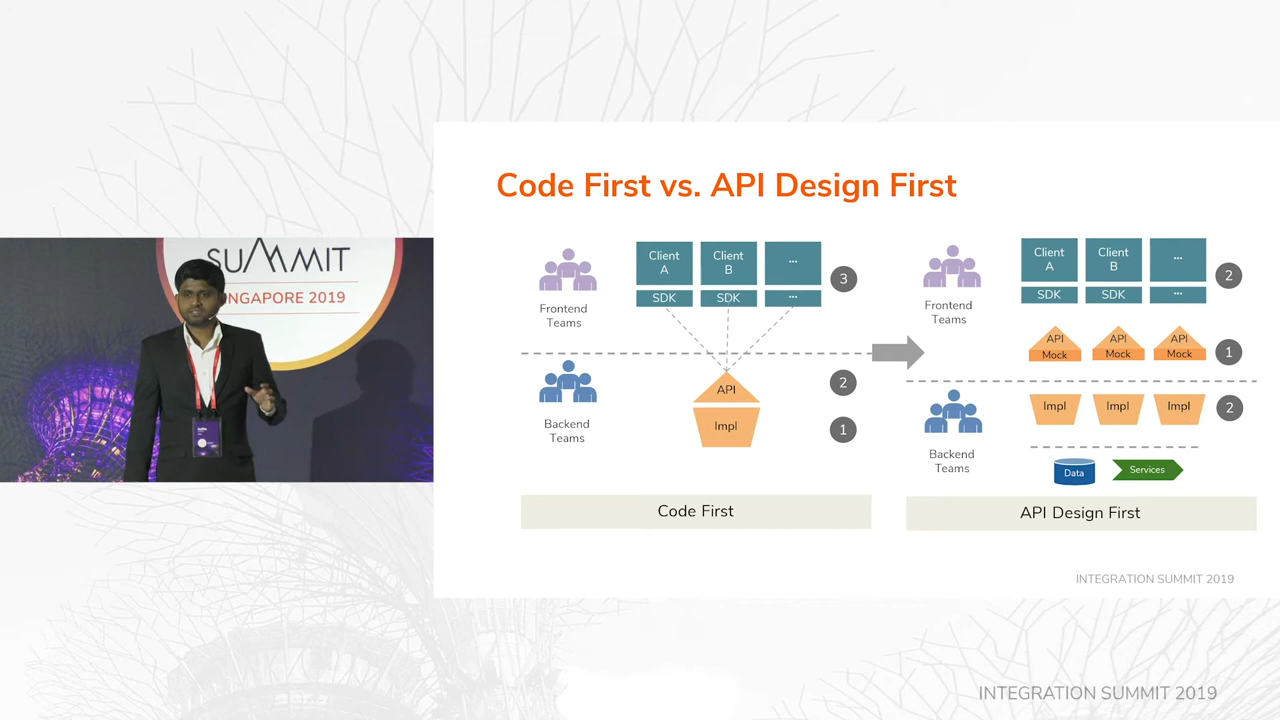 SUMMIT
SINGAPORE 2019
Code First vs. API Design First
Frontend
Teams
Client
A
Client
B
...
SDK
SDK
...
3
Backend
Teams
API
Impl
2
1
Code First
Frontend
Teams
Client
A
Client
B
...
SDK
SDK
...
2
API
Mock
API
Mock
API
Mock
1
Backend
Teams
Impl
Impl
Impl
2
Data
Services
API Design First
INTEGRATION SUMMIT 2019
INTEGRATION SUMMIT 2019